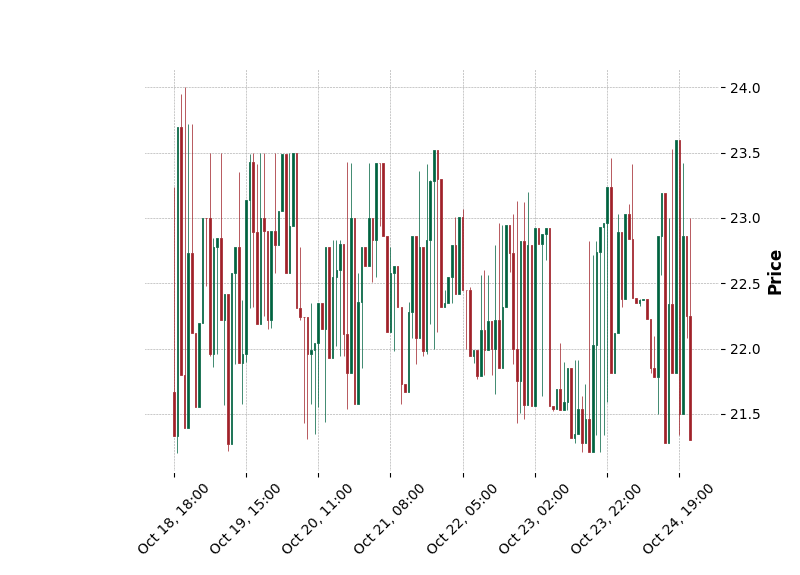 24.0
23.5
23.0
22.5
22.0
21.5
Price
Oct 18, 18:00
Oct 19, 15:00
Oct 20, 11:00
Oct 21, 08:00
Oct 22, 05:00
Oct 23, 02:00
Oct 23, 22:00
Oct 24, 19:00